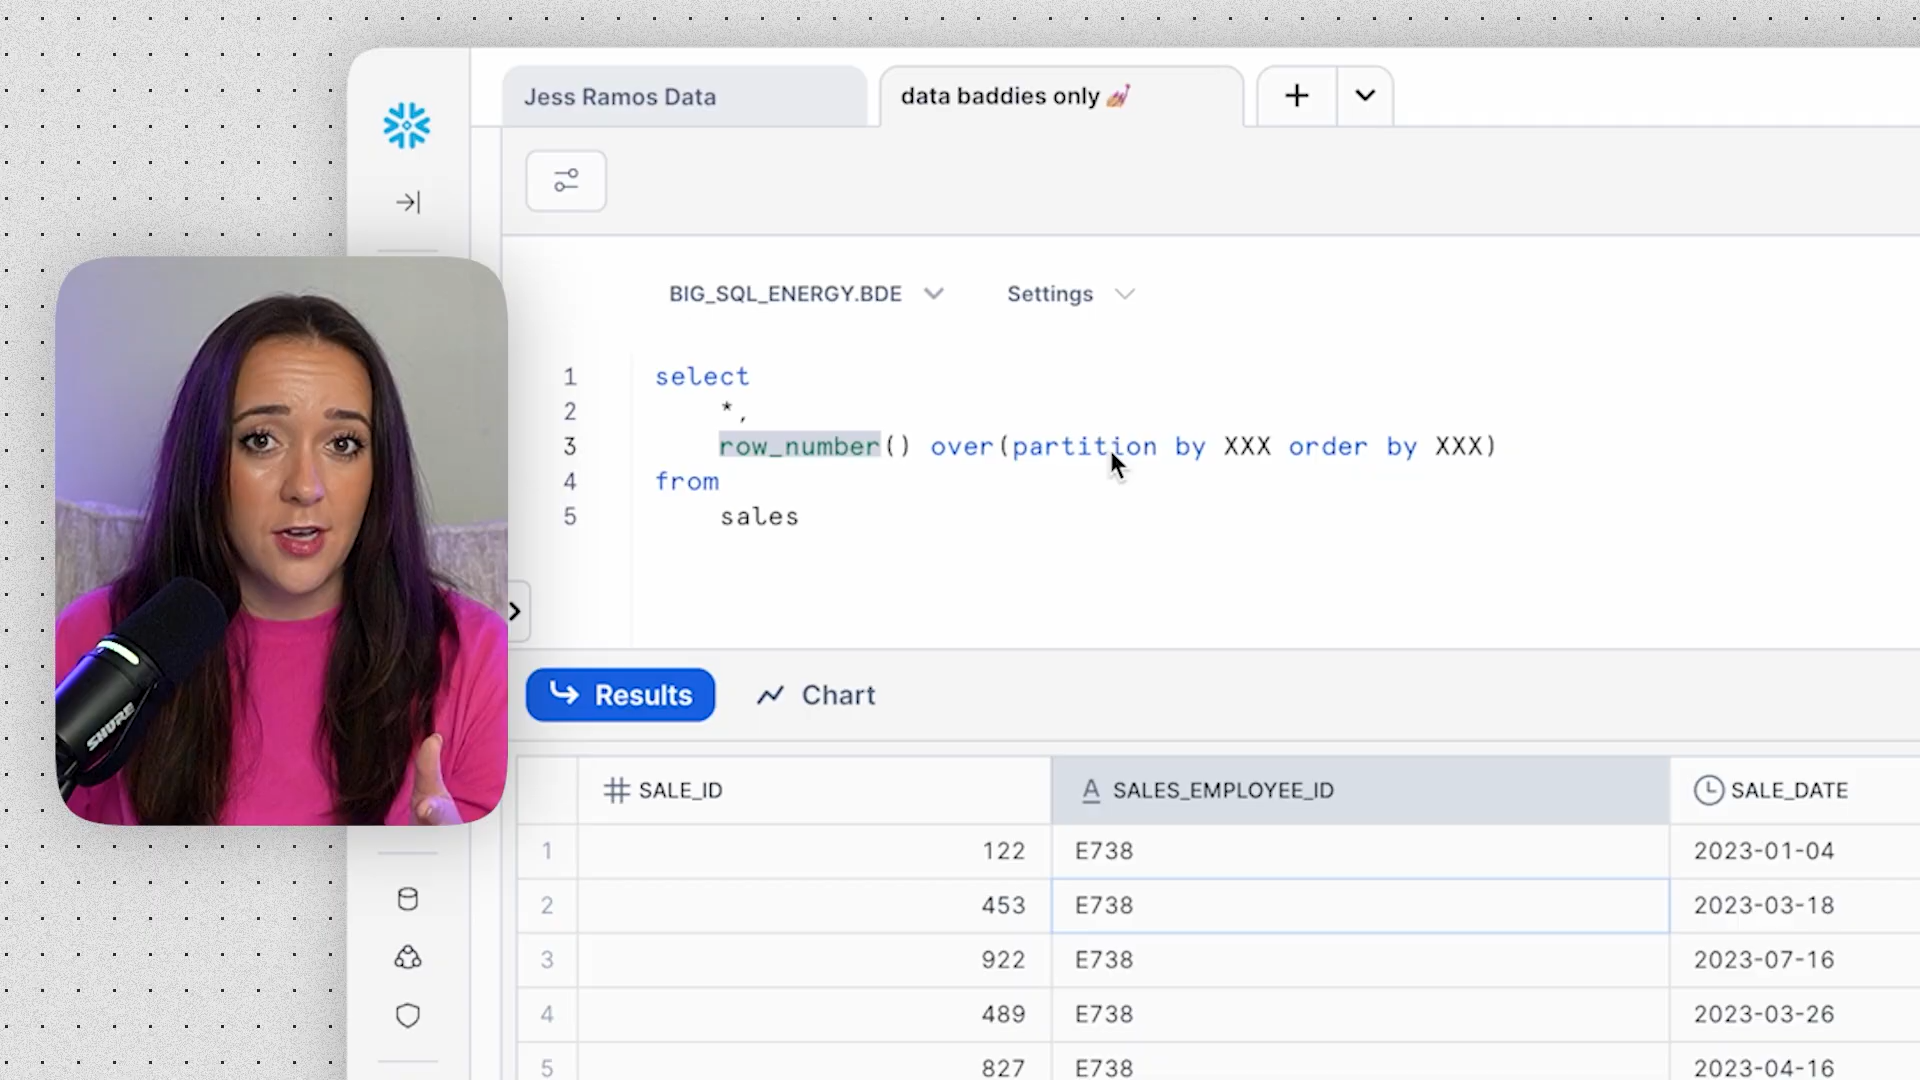 Jess Ramos Data
data baddies only 💅
BIG_SQL_ENERGY.BDE
Settings
1 select
2 *,
3 row_number() over(partition by XXX order by XXX)
4 from
5 sales
SHURE
Results
Chart
SALE_ID SALES_EMPLOYEE_ID SALE_DATE
1 122 E738 2023-01-04
2 453 E738 2023-03-18
3 922 E738 2023-07-16
4 489 E738 2023-03-26
5 827 E738 2023-04-16